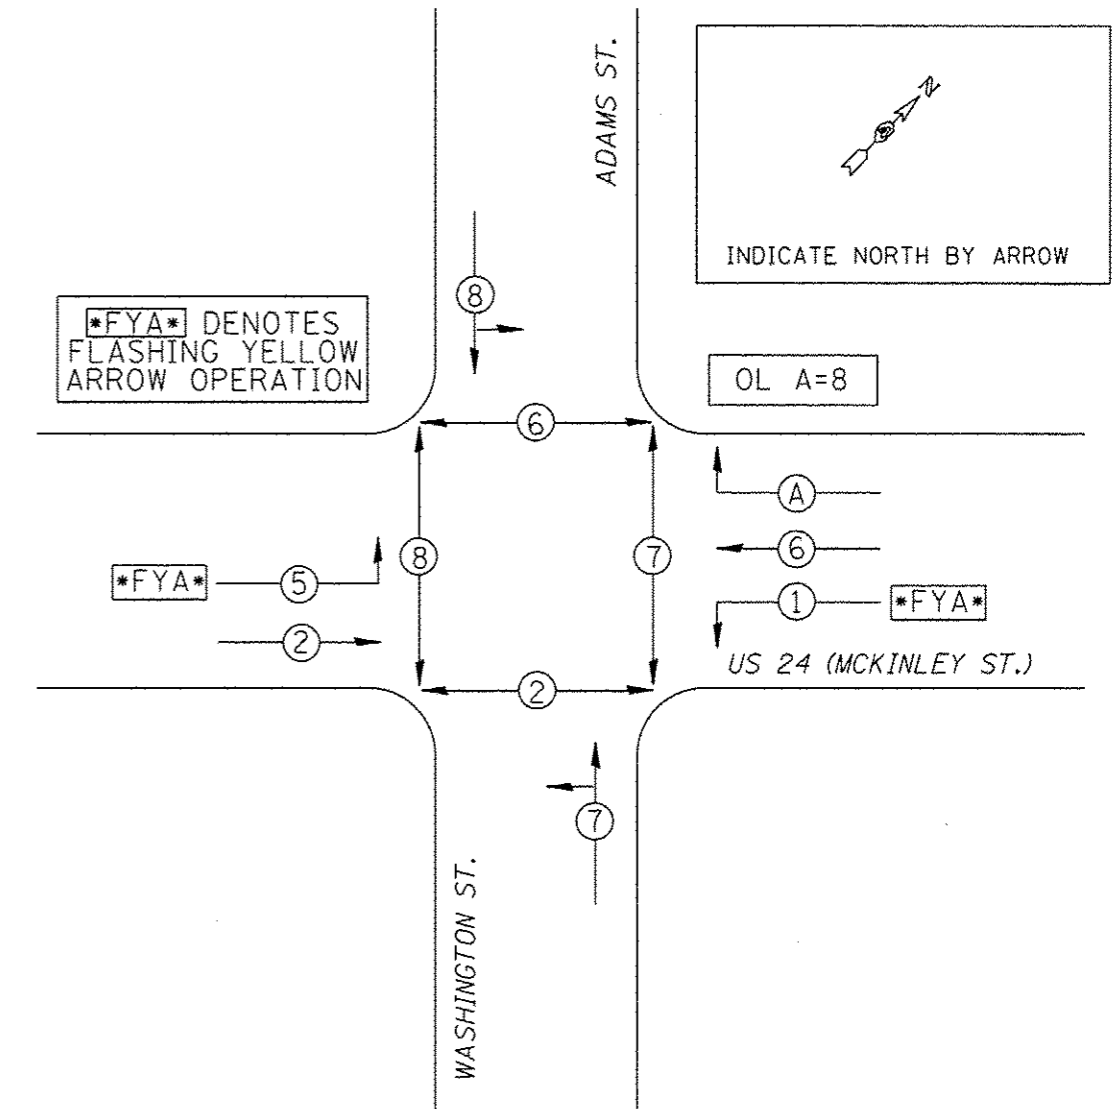 ADAMS ST.
N
INDICATE NORTH BY ARROW
*FYA* DENOTES
FLASHING YELLOW
ARROW OPERATION
8
OL A=8
6
A
8
7
6
*FYA*
5
1
*FYA*
2
US 24 (MCKINLEY ST.)
2
7
WASHINGTON ST.